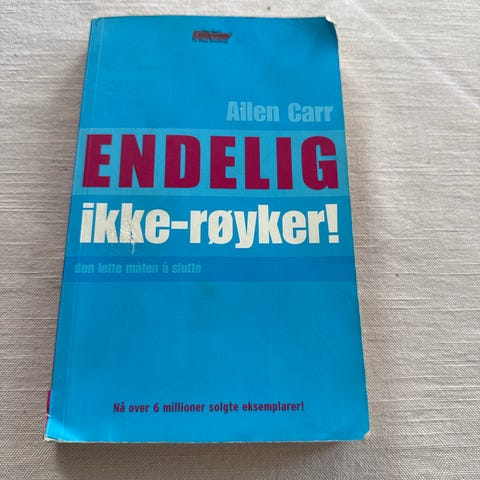 Allen Carr
ENDELIG
ikke-røyker!
den lette måten å slutte
Nå over 6 millioner solgte eksemplarer!